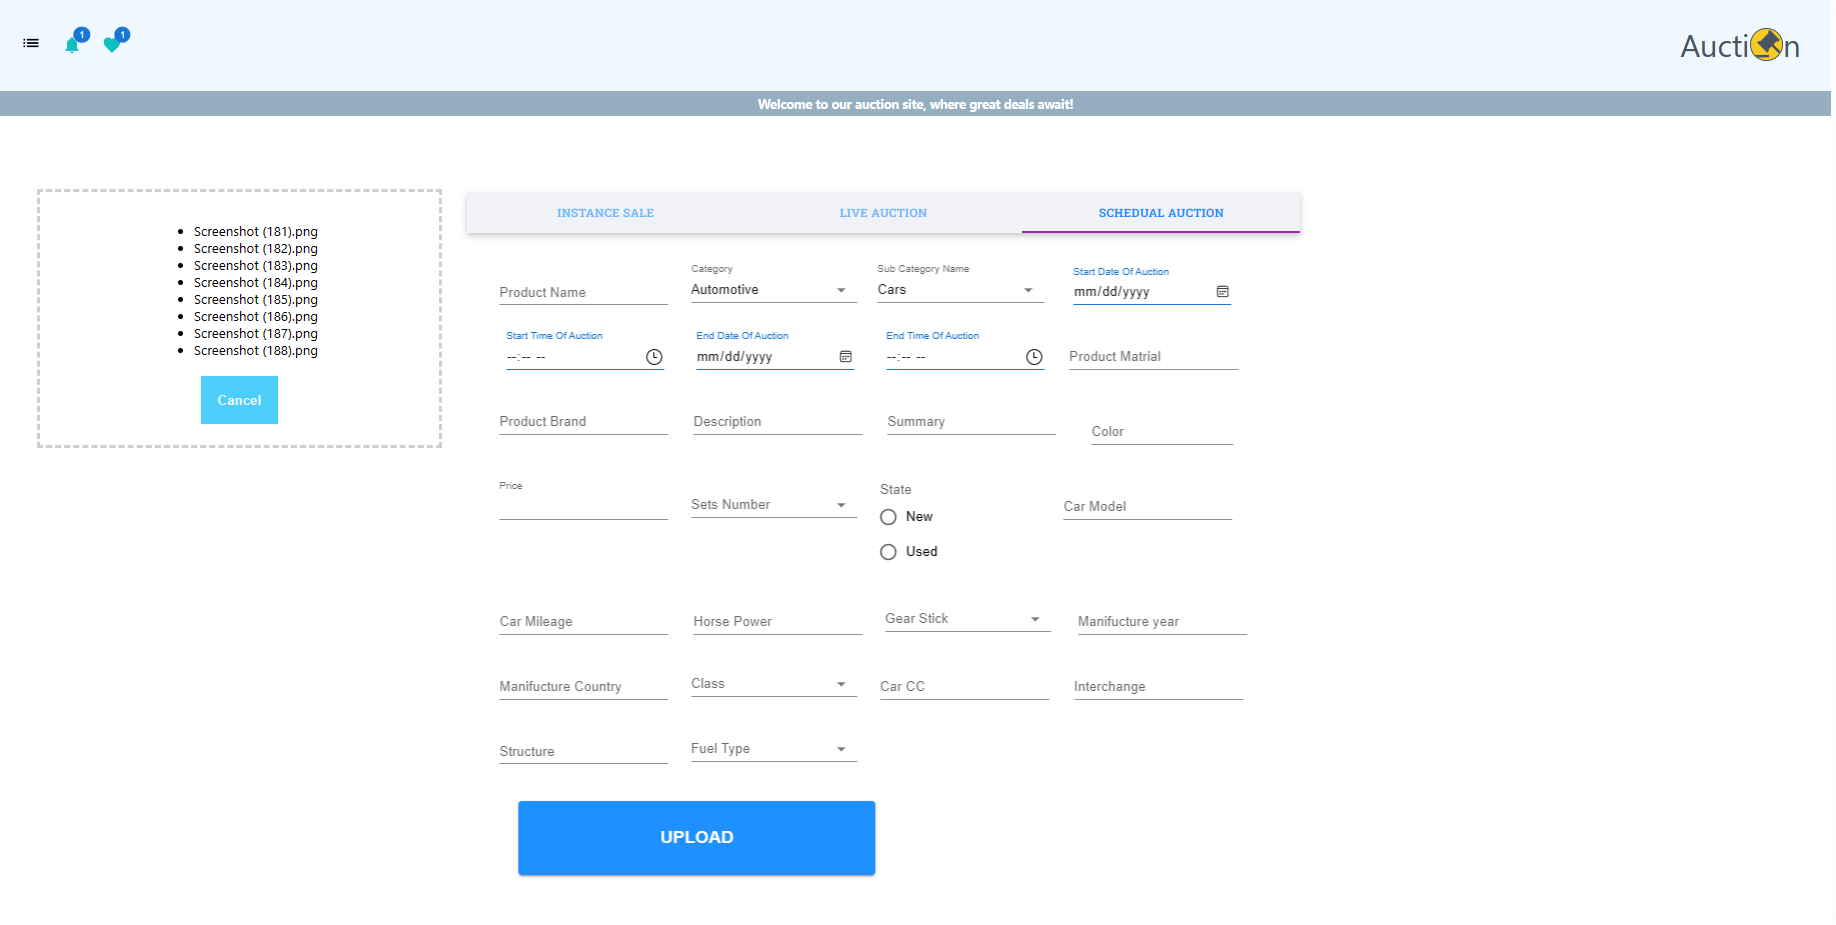 1
1
Aucti n
Welcome to our auction site, where great deals await!
Screenshot (181).png
Screenshot (182).png
Screenshot (183).png
Screenshot (184).png
Screenshot (185).png
Screenshot (186).png
Screenshot (187).png
Screenshot (188).png
Cancel
INSTANCE SALE
LIVE AUCTION
SCHEDUAL AUCTION
Product Name
Category
Automotive
Sub Category Name
Cars
Start Date Of Auction
mm/dd/yyyy
Start Time Of Auction
--:-- --
End Date Of Auction
mm/dd/yyyy
End Time Of Auction
--:-- --
Product Matrial
Product Brand
Description
Summary
Color
Price
Sets Number
State
New
Used
Car Model
Car Mileage
Horse Power
Gear Stick
Manifucture year
Manifucture Country
Class
Car CC
Interchange
Structure
Fuel Type
UPLOAD